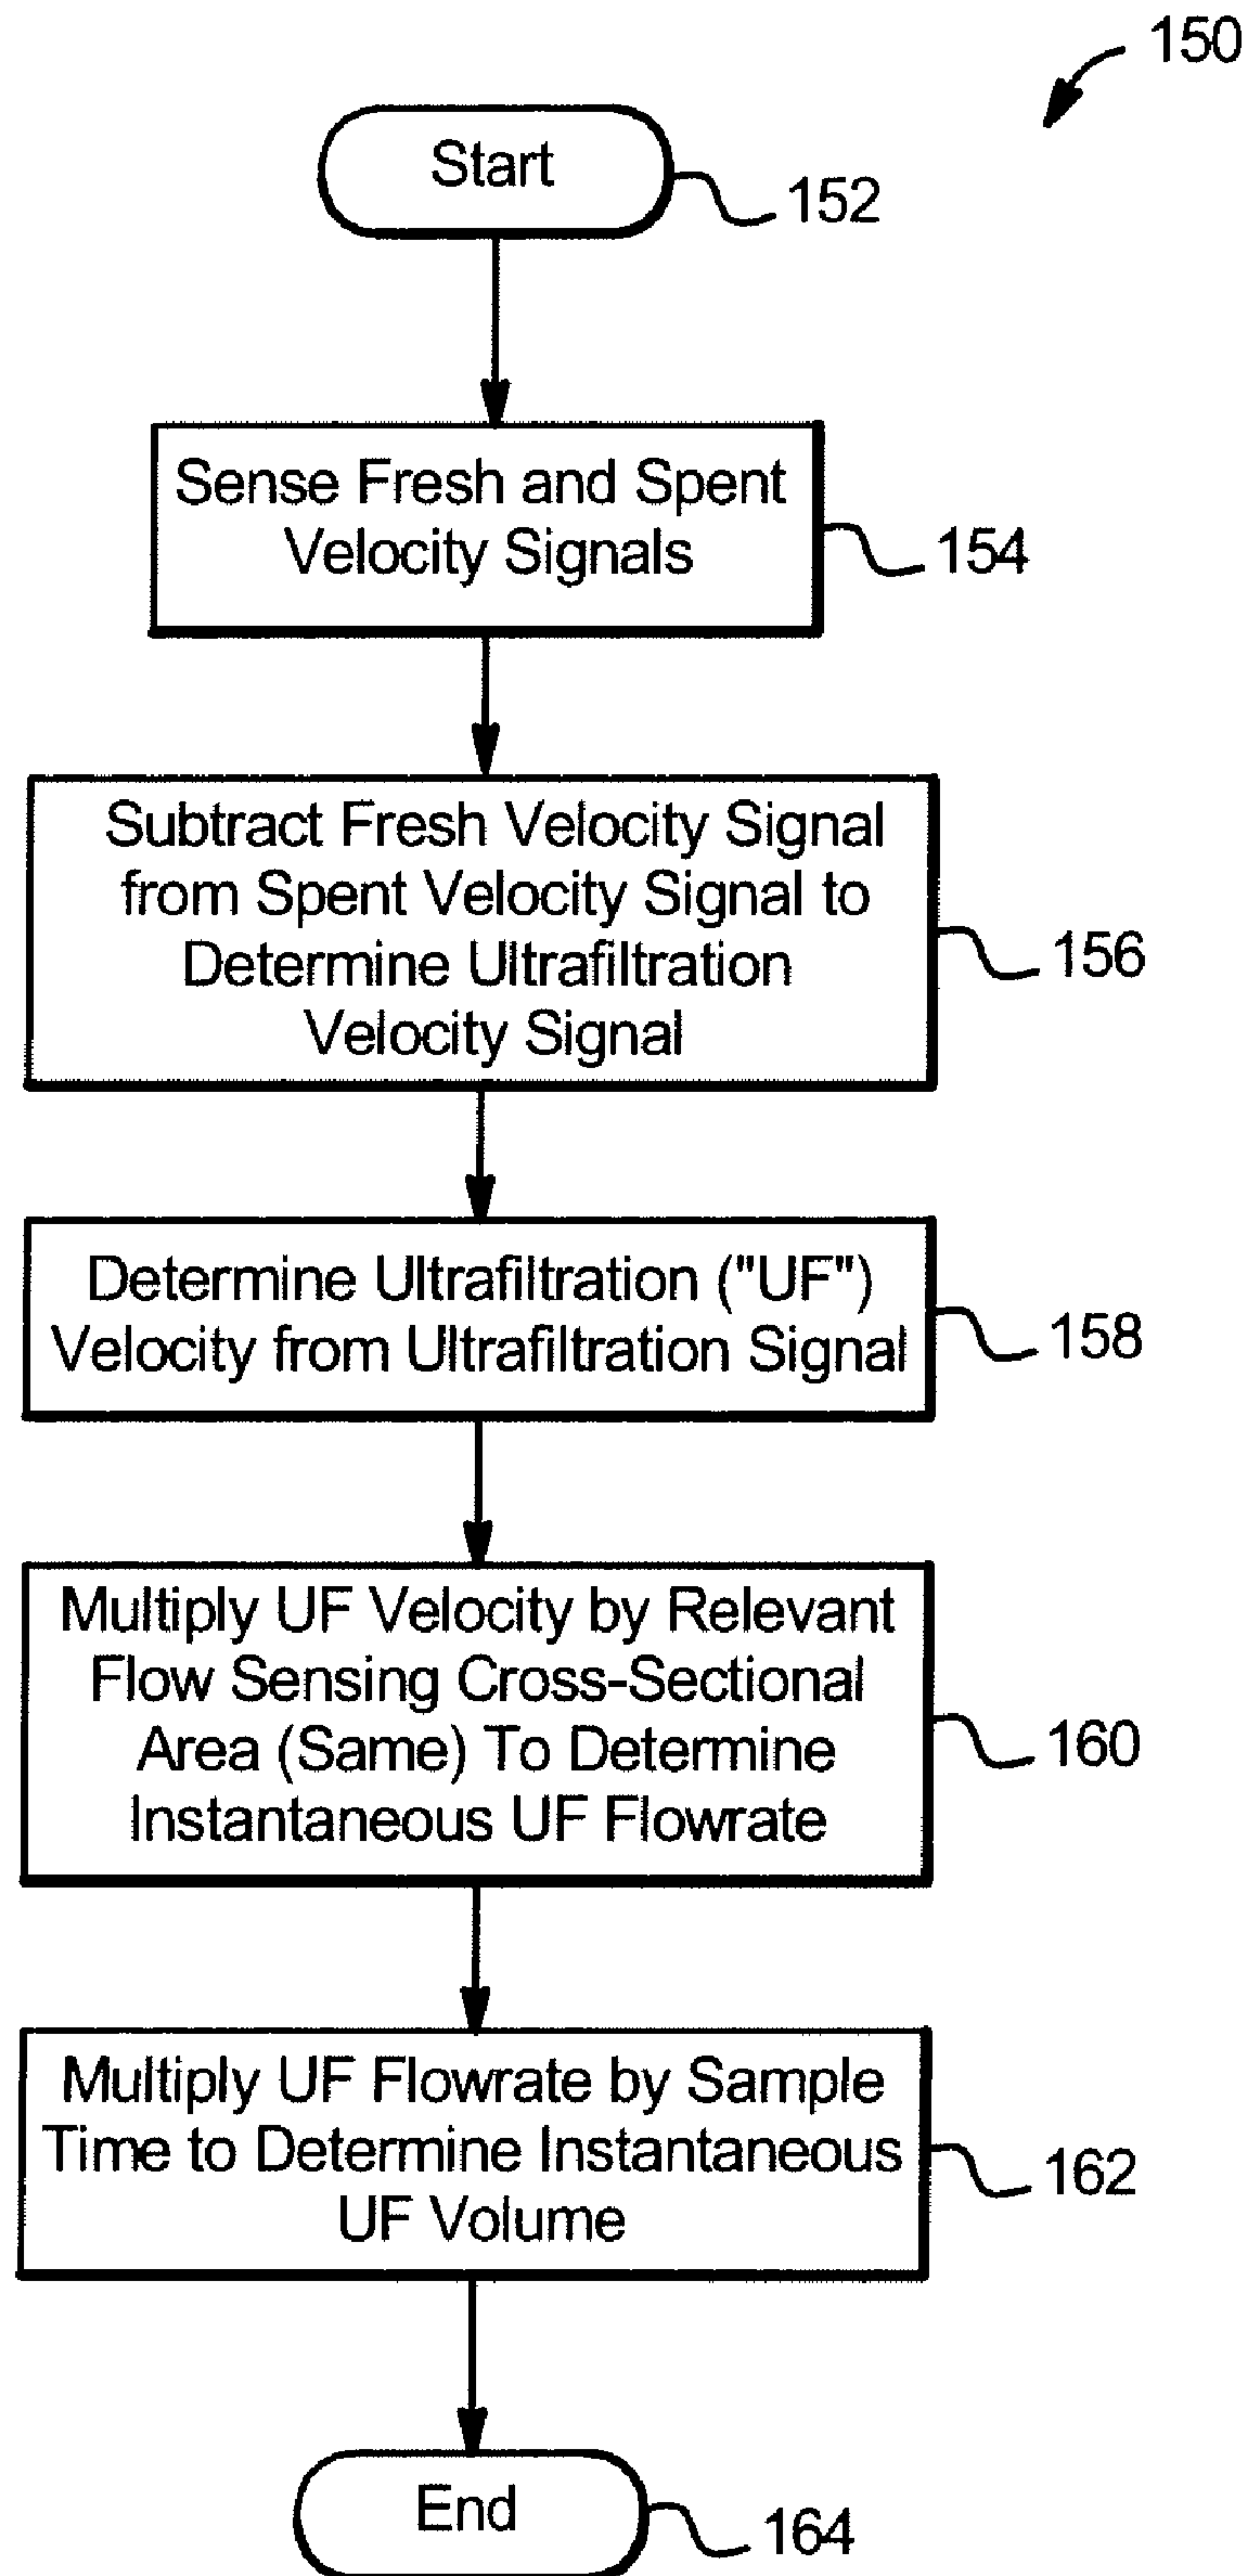 150
Start
152
Sense Fresh and Spent
Velocity Signals
154
Subtract Fresh Velocity Signal
from Spent Velocity Signal to
Determine Ultrafiltration
Velocity Signal
156
Determine Ultrafiltration ("UF")
Velocity from Ultrafiltration Signal
158
Multiply UF Velocity by Relevant
Flow Sensing Cross-Sectional
Area (Same) To Determine
Instantaneous UF Flowrate
160
Multiply UF Flowrate by Sample
Time to Determine Instantaneous
UF Volume
162
End
164